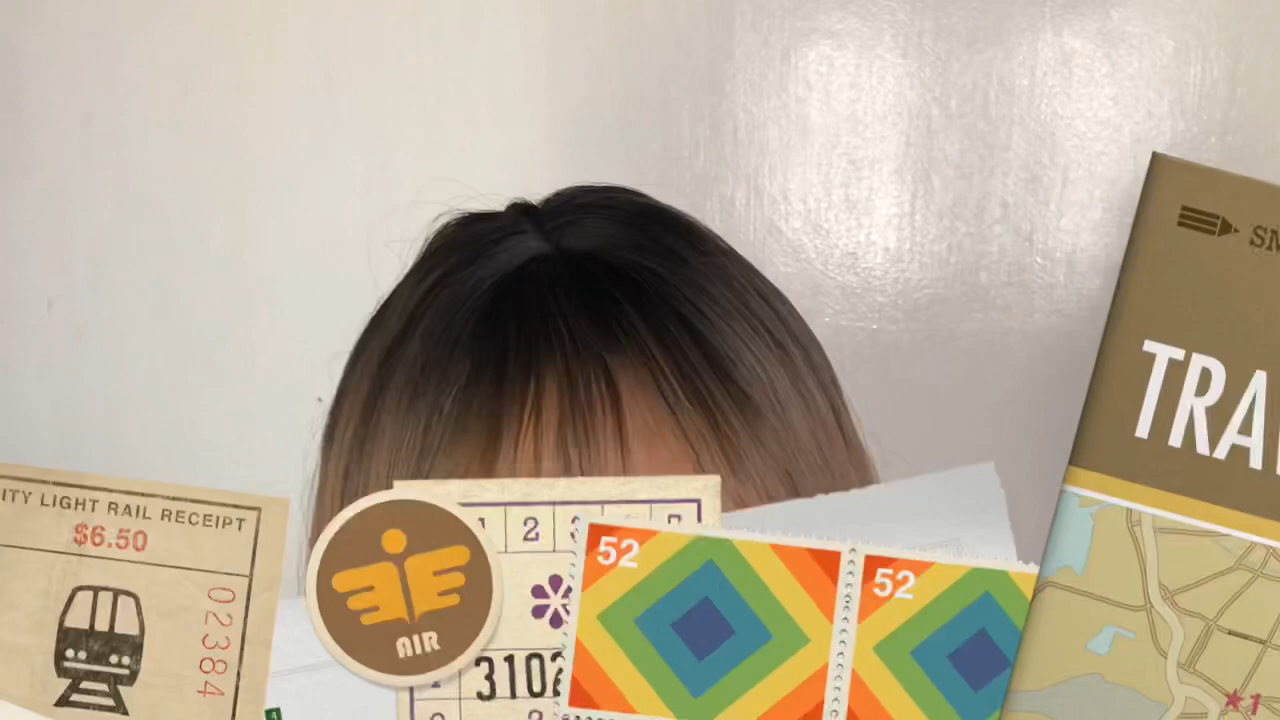 ITY LIGHT RAIL RECEIPT
$6.50
02384
AIR
2
3102
52
52
TRA
1